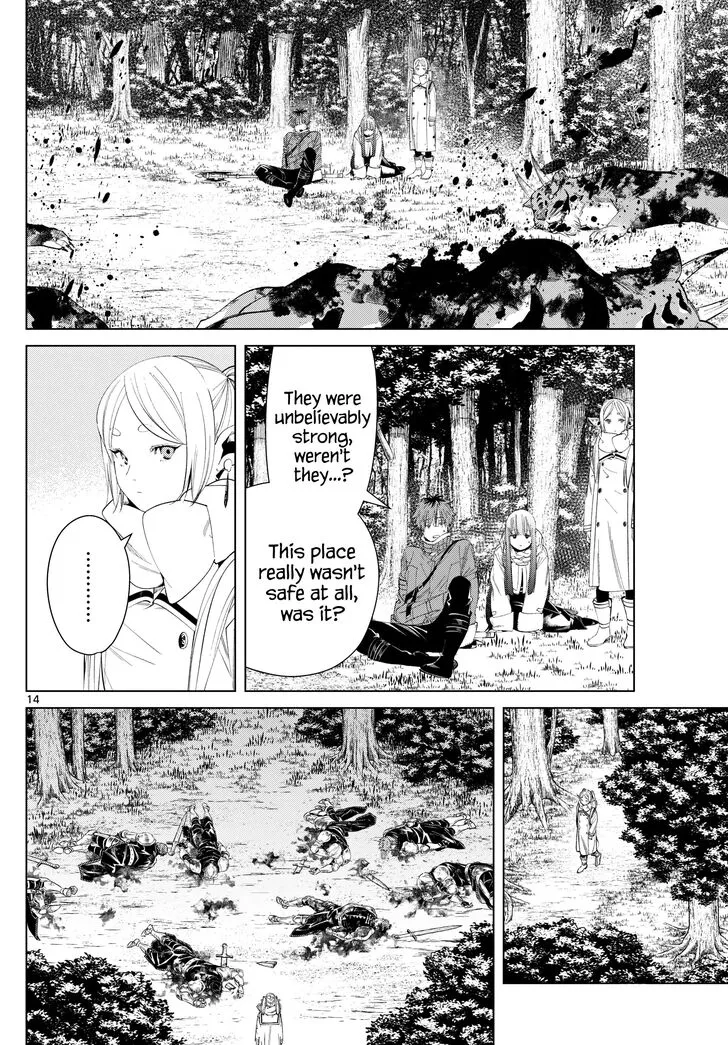 They were
unbelievably
strong,
weren't
they...?
This place
really wasn't
safe at all,
was it?
........
14